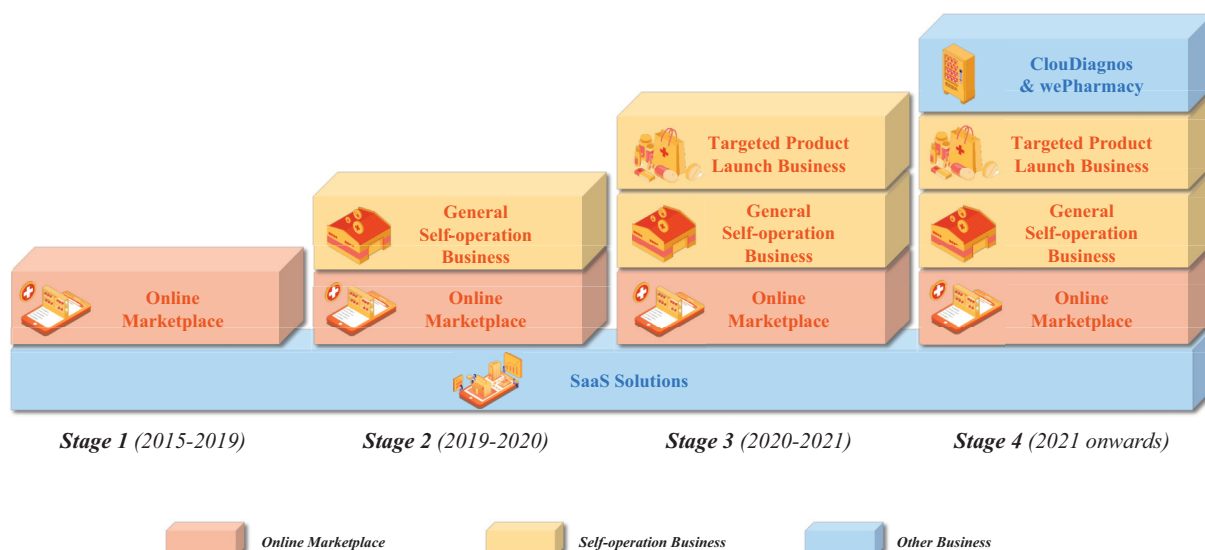 ClouDiagnos
& wePharmacy
Targeted Product
Launch Business
Targeted Product
Launch Business
General
Self-operation
Business
General
Self-operation
Business
General
Self-operation
Business
Online
Marketplace
Online
Marketplace
Online
Marketplace
Online
Marketplace
SaaS Solutions
Stage 1 (2015-2019)
Stage 2 (2019-2020)
Stage 3 (2020-2021)
Stage 4 (2021 onwards)
Online Marketplace
Self-operation Business
Other Business